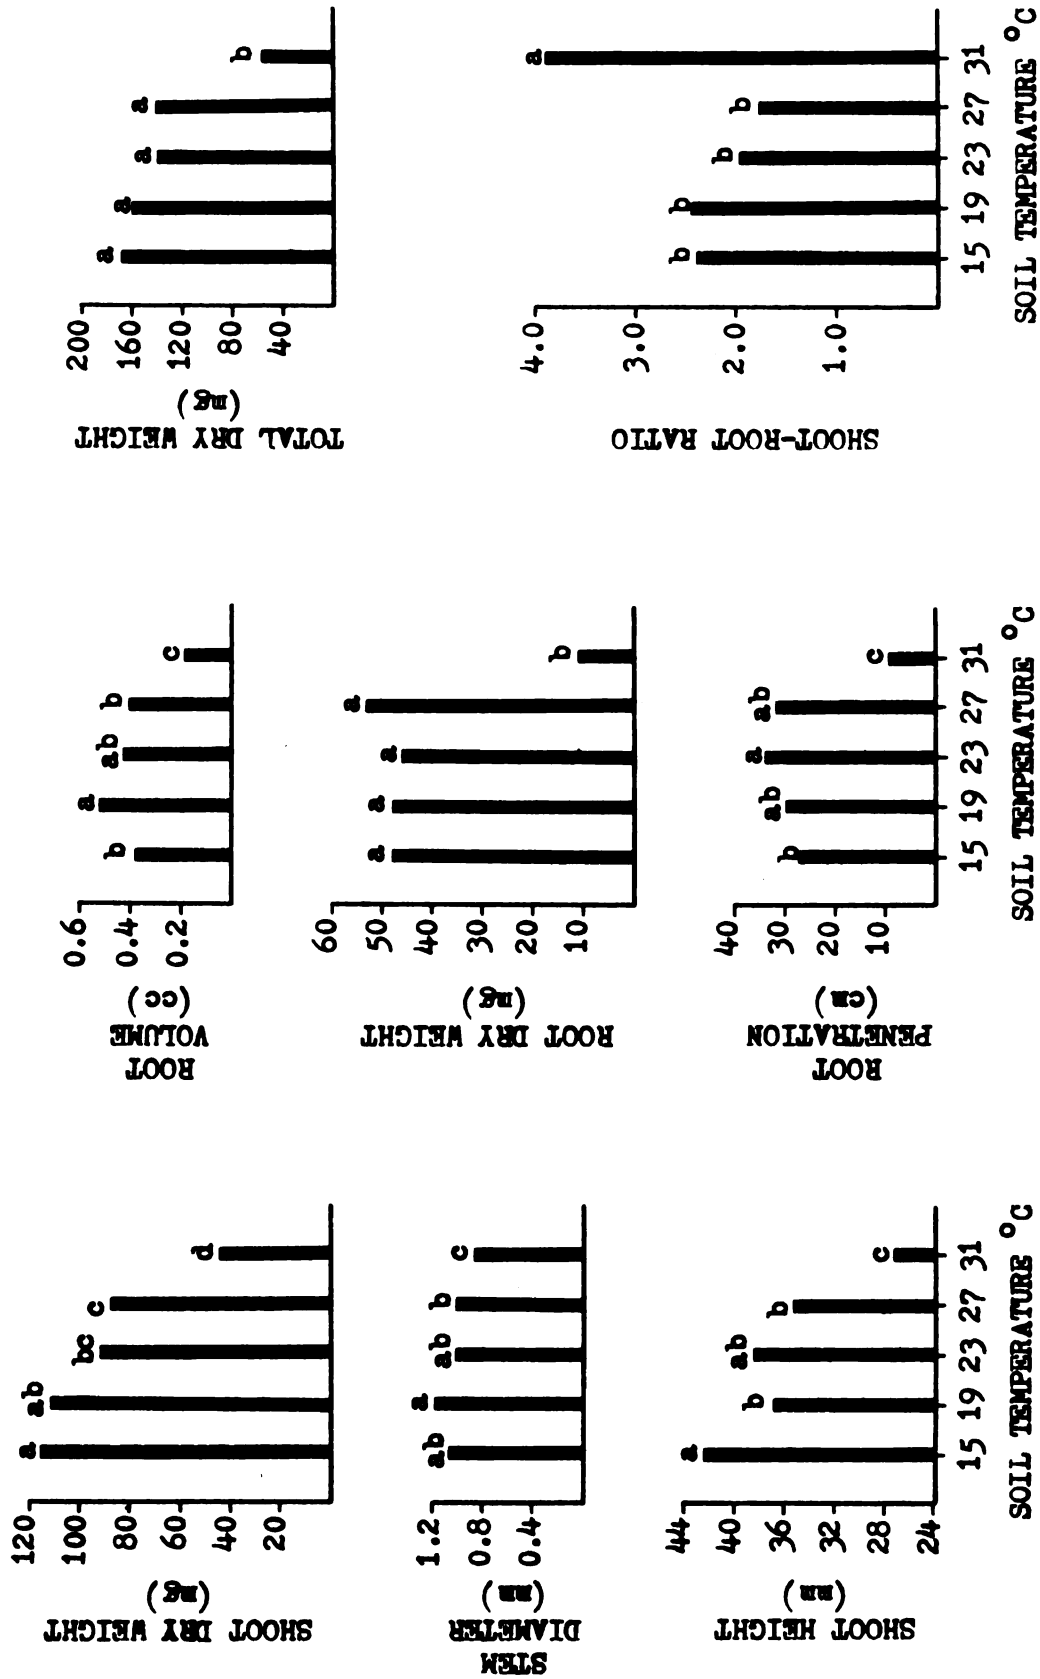 SHOOT DRY WEIGHT
(mg)
120
100
80
60
40
20
a
ab
bc
c
d
STEM
DIAMETER
(mm)
1.2
0.8
0.4
ab
a
ab
b
c
SHOOT HEIGHT
(mm)
44
40
36
32
28
24
a
b
ab
b
c
15 19 23 27 31
SOIL TEMPERATURE °C
ROOT
VOLUME
(cc)
0.6
0.4
0.2
b
a
ab
b
c
ROOT DRY WEIGHT
(mg)
60
50
40
30
20
10
a
a
a
a
b
ROOT
PENETRATION
(cm)
40
30
20
10
b
ab
a
ab
c
15 19 23 27 31
SOIL TEMPERATURE °C
TOTAL DRY WEIGHT
(mg)
200
160
120
80
40
a
a
a
a
b
SHOOT-ROOT RATIO
4.0
3.0
2.0
1.0
b
b
b
b
a
15 19 23 27 31
SOIL TEMPERATURE °C